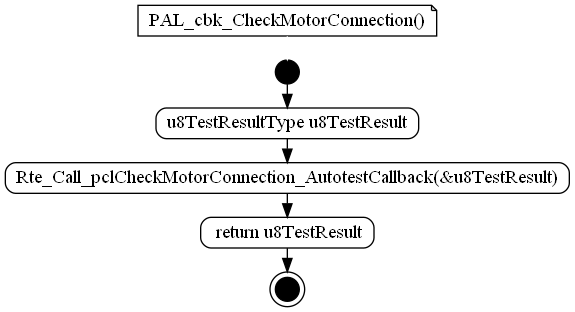 PAL_cbk_CheckMotorConnection()
u8TestResultType u8TestResult
Rte_Call_pclCheckMotorConnection_AutotestCallback(&u8TestResult)
return u8TestResult